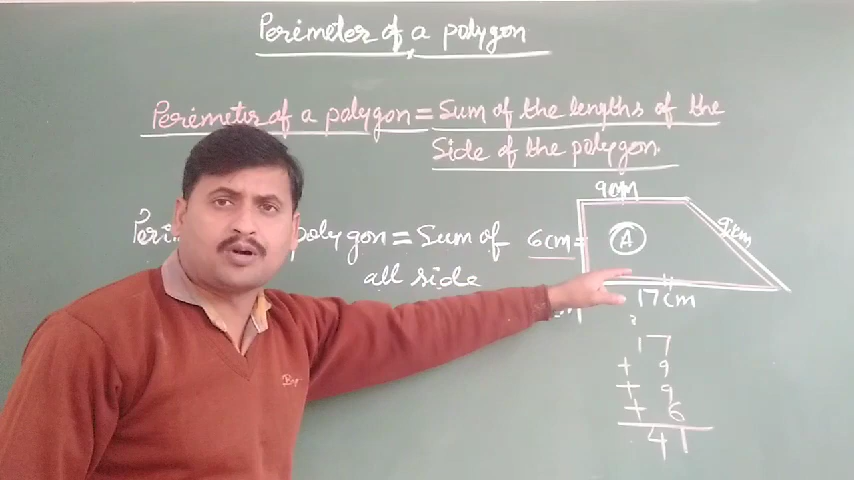 Perimeter of a polygon
Perimeter of a polygon = Sum of the lengths of the
Side of the polygon.
polygon = Sum of
all side
9cm
9cm
6cm
A
17cm
17
+ 9
+ 9
+ 6
41